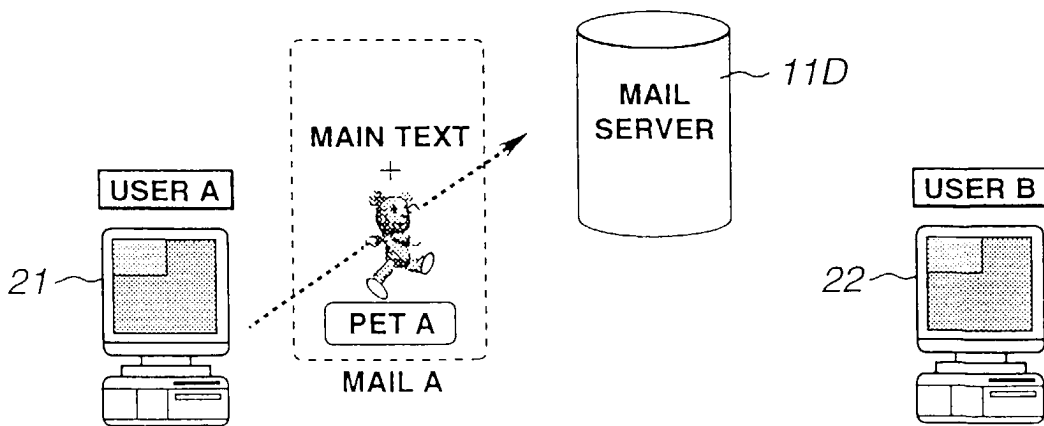 11D
MAIL
SERVER
MAIN TEXT
+
USER A
USER B
21
22
PET A
MAIL A